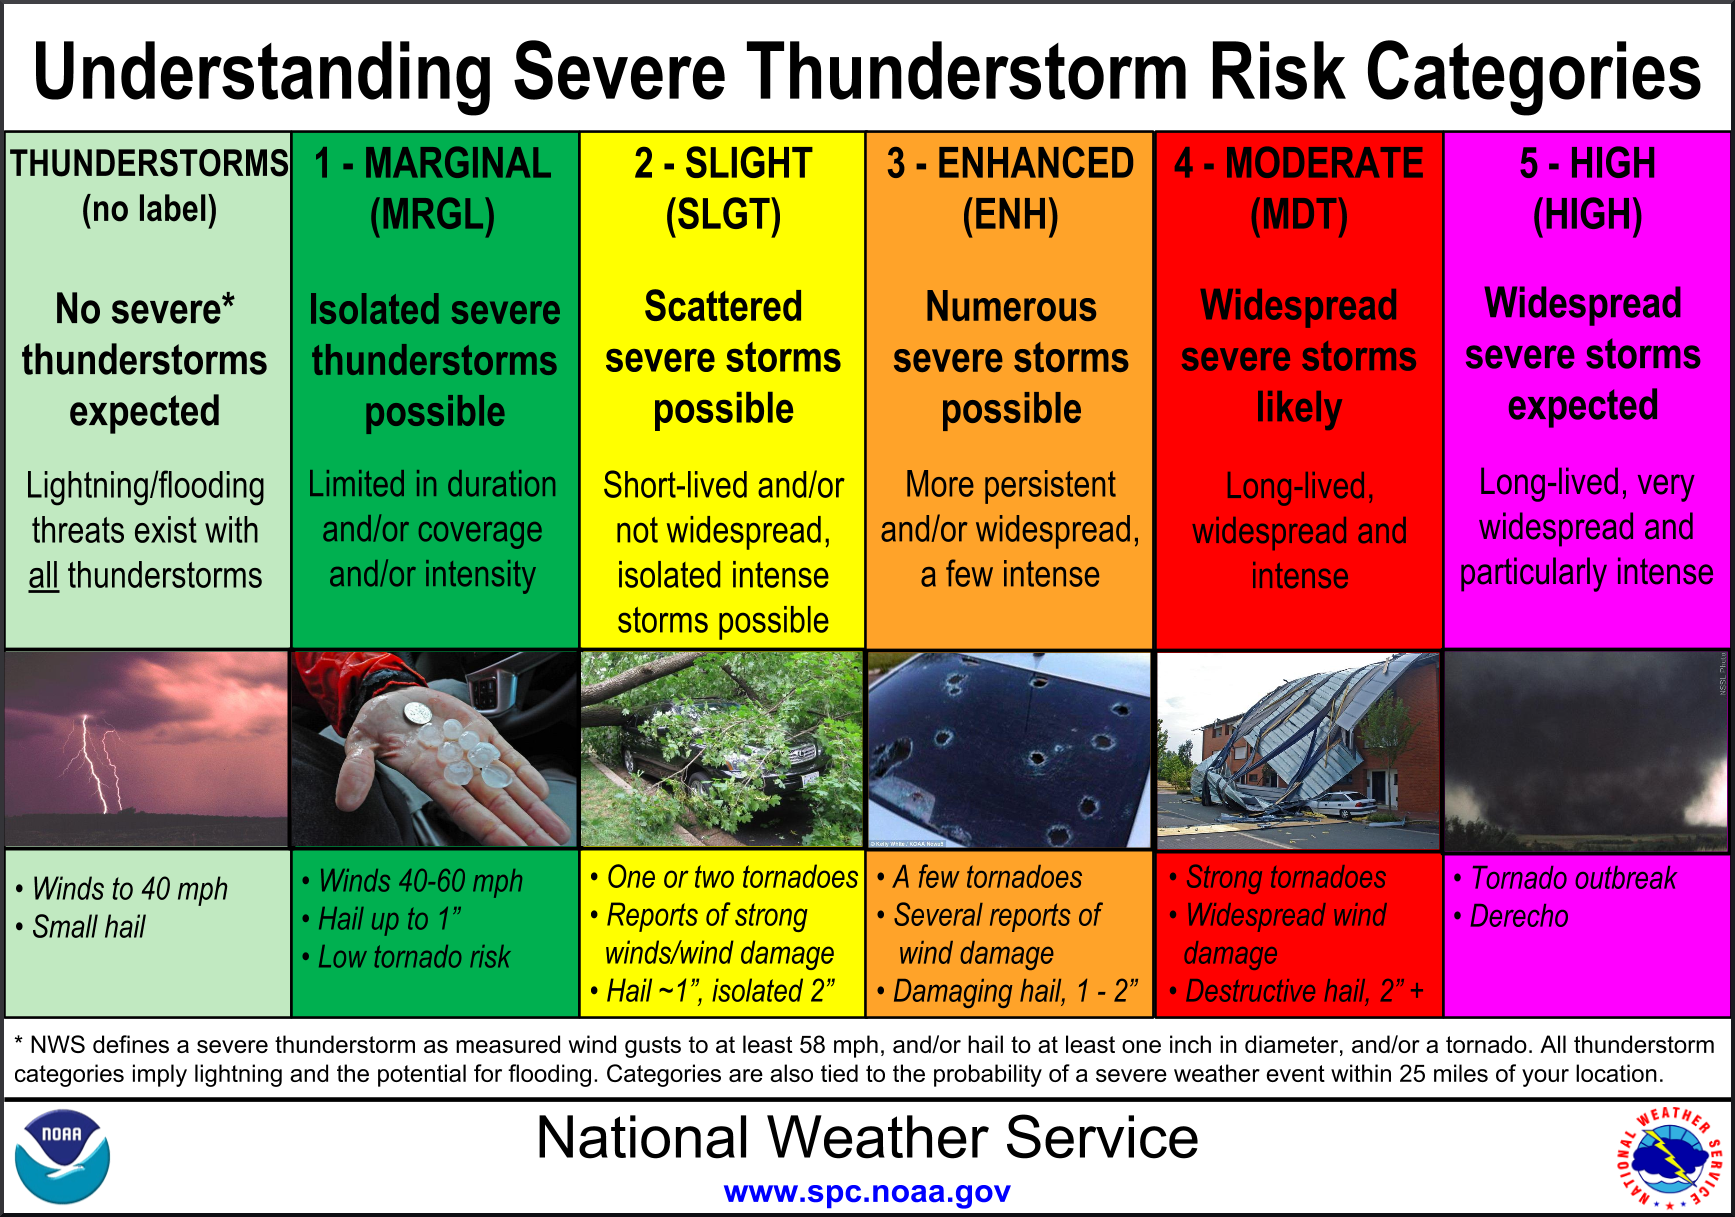 Understanding Severe Thunderstorm Risk Categories
THUNDERSTORMS
(no label)
No severe*
thunderstorms
expected
Lightning/flooding
threats exist with
all thunderstorms
• Winds to 40 mph
• Small hail
1 - MARGINAL
(MRGL)
Isolated severe
thunderstorms
possible
Limited in duration
and/or coverage
and/or intensity
• Winds 40-60 mph
• Hail up to 1”
• Low tornado risk
2 - SLIGHT
(SLGT)
Scattered
severe storms
possible
Short-lived and/or
not widespread,
isolated intense
storms possible
• One or two tornadoes
• Reports of strong
winds/wind damage
• Hail ~1”, isolated 2”
3 - ENHANCED
(ENH)
Numerous
severe storms
possible
More persistent
and/or widespread,
a few intense
© Kelly White / NOAA News
• A few tornadoes
• Several reports of
wind damage
• Damaging hail, 1 - 2”
4 - MODERATE
(MDT)
Widespread
severe storms
likely
Long-lived,
widespread and
intense
• Strong tornadoes
• Widespread wind
damage
• Destructive hail, 2” +
5 - HIGH
(HIGH)
Widespread
severe storms
expected
Long-lived, very
widespread and
particularly intense
NSSL Photo
• Tornado outbreak
• Derecho
* NWS defines a severe thunderstorm as measured wind gusts to at least 58 mph, and/or hail to at least one inch in diameter, and/or a tornado. All thunderstorm
categories imply lightning and the potential for flooding. Categories are also tied to the probability of a severe weather event within 25 miles of your location.
NOAA
National Weather Service
www.spc.noaa.gov
NATIONAL WEATHER SERVICE